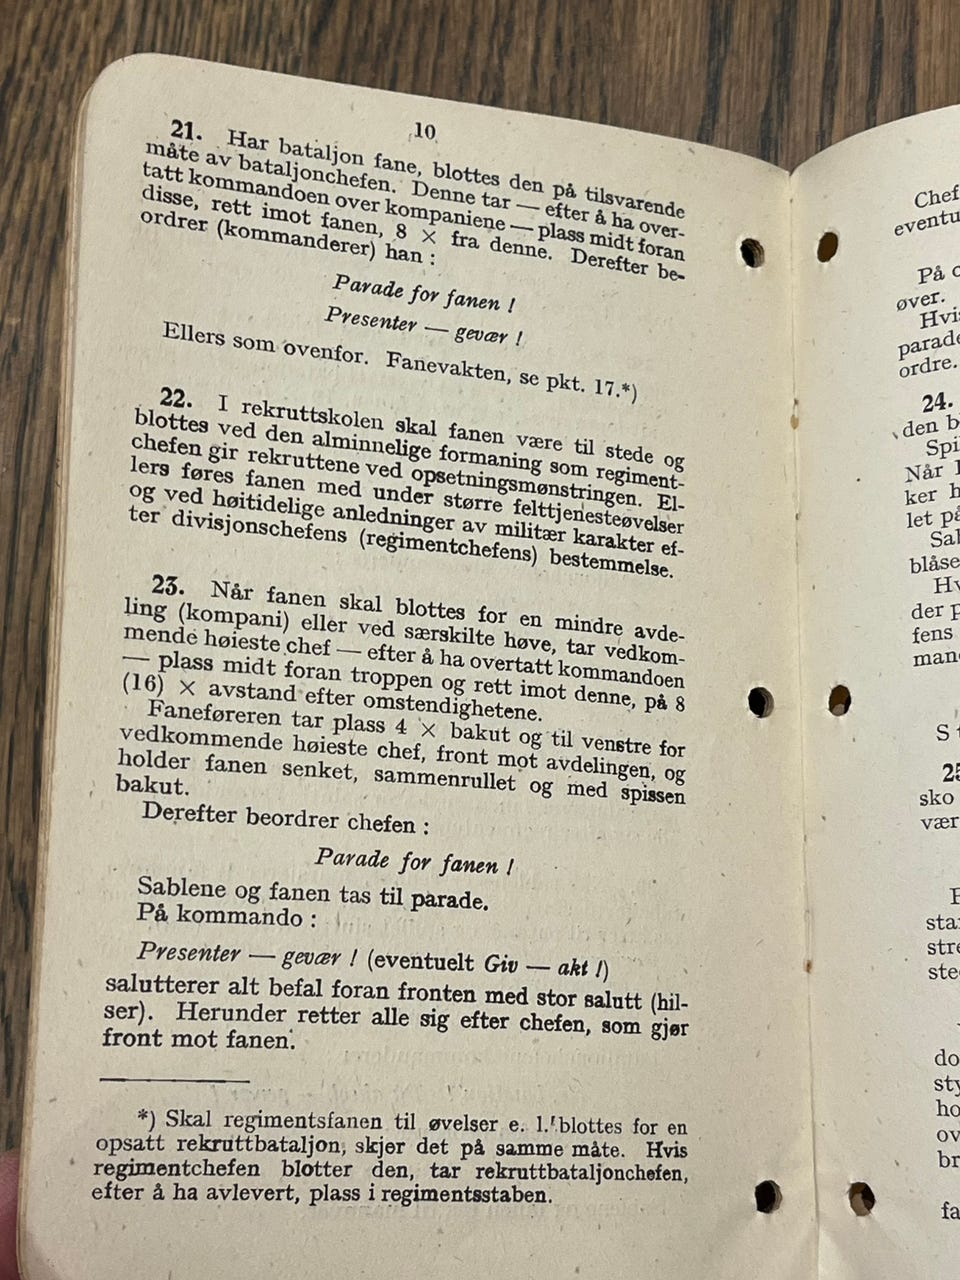 10
21. Har bataljon fane, blottes den på tilsvarende
måte av bataljonchefen. Denne tar — efter å ha over-
tatt kommandoen over kompaniene — plass midt foran
disse, rett imot fanen, 8 × fra denne. Derefter be-
ordrer (kommanderer) han :
Parade for fanen !
Presenter — gevær !
Ellers som ovenfor. Fanevakten, se pkt. 17.*)
22. I rekruttskolen skal fanen være til stede og
blottes ved den alminnelige formaning som regiment-
chefen gir rekruttene ved opsetningsmønstringen. El-
lers føres fanen med under større felttjenesteøvelser
og ved høitidelige anledninger av militær karakter ef-
ter divisjonschefens (regimentchefens) bestemmelse.
23. Når fanen skal blottes for en mindre avde-
ling (kompani) eller ved særskilte høve, tar vedkom-
mende høieste chef — efter å ha overtatt kommandoen
— plass midt foran troppen og rett imot denne, på 8
(16) × avstand efter omstendighetene.
Faneføreren tar plass 4 × bakut og til venstre for
vedkommende høieste chef, front mot avdelingen, og
holder fanen senket, sammenrullet og med spissen
bakut.
Derefter beordrer chefen :
Parade for fanen !
Sablene og fanen tas til parade.
På kommando :
Presenter — gevær ! (eventuelt Giv — akt !)
salutterer alt befal foran fronten med stor salutt (hil-
ser). Herunder retter alle sig efter chefen, som gjør
front mot fanen.
*) Skal regimentsfanen til øvelser e. l. blottes for en
opsatt rekruttbataljon, skjer det på samme måte. Hvis
regimentchefen blotter den, tar rekruttbataljonchefen,
efter å ha avlevert, plass i regimentsstaben.
Chef
eventu
På
øver.
Hvi
parade
ordre.
24.
den
Spi
Når
ker
let på
Sa
blåse
der
fens
man
S
sko
vær
sta
stre
ste
do
sty
ho
ov
br
fa